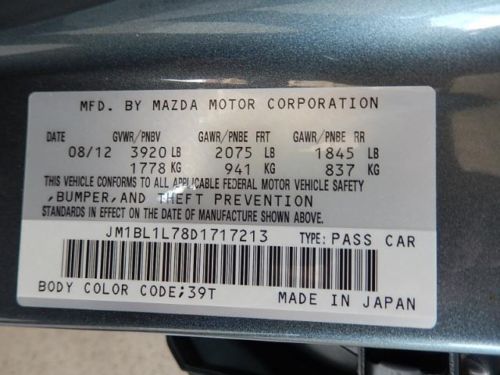 MFD. BY MAZDA MOTOR CORPORATION
DATE GVWR/PNBV GAWR/PNBE FRT GAWR/PNBE RR
08/12 3920 LB 2075 LB 1845 LB
1778 KG 941 KG 837 KG
THIS VEHICLE CONFORMS TO ALL APPLICABLE FEDERAL MOTOR VEHICLE SAFETY
,BUMPER,AND THEFT PREVENTION
STANDARDS IN EFFECT ON THE DATE OF MANUFACTURE SHOWN ABOVE.
JM1BL1L78D1717213 TYPE: PASS CAR
BODY COLOR CODE;39T MADE IN JAPAN